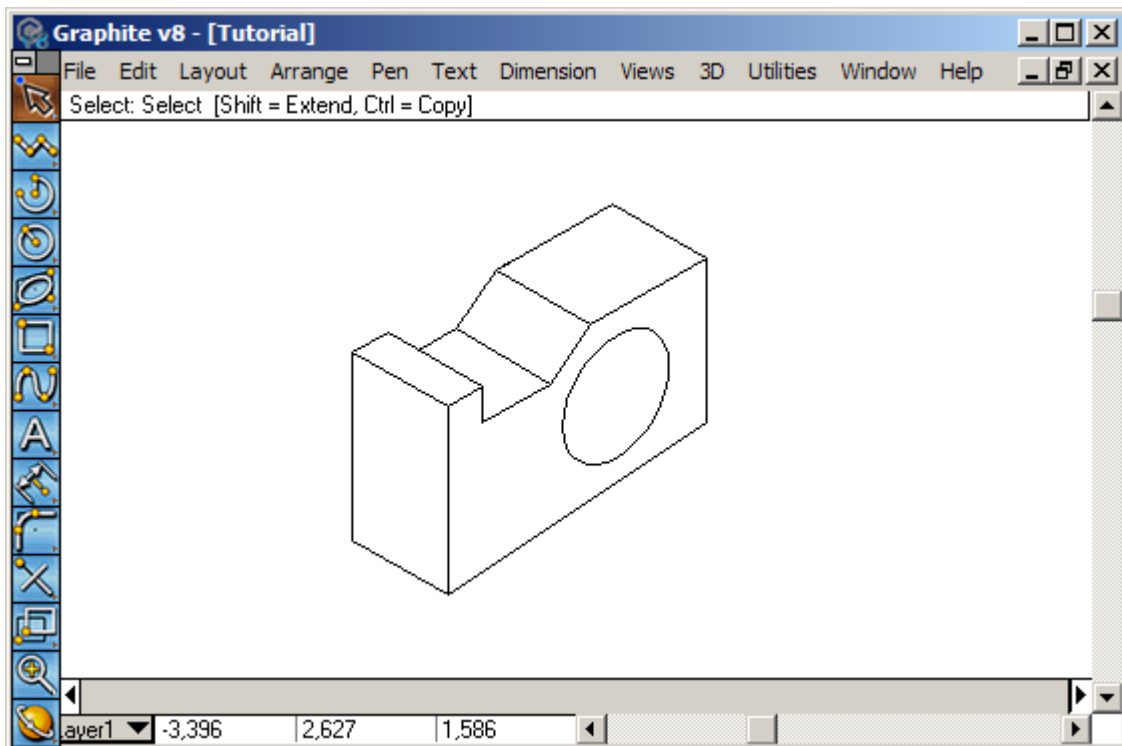 Graphite v8 - [Tutorial]
File Edit Layout Arrange Pen Text Dimension Views 3D Utilities Window Help
Select: Select [Shift = Extend, Ctrl = Copy]
A
ayer1 -3,396 2,627 1,586